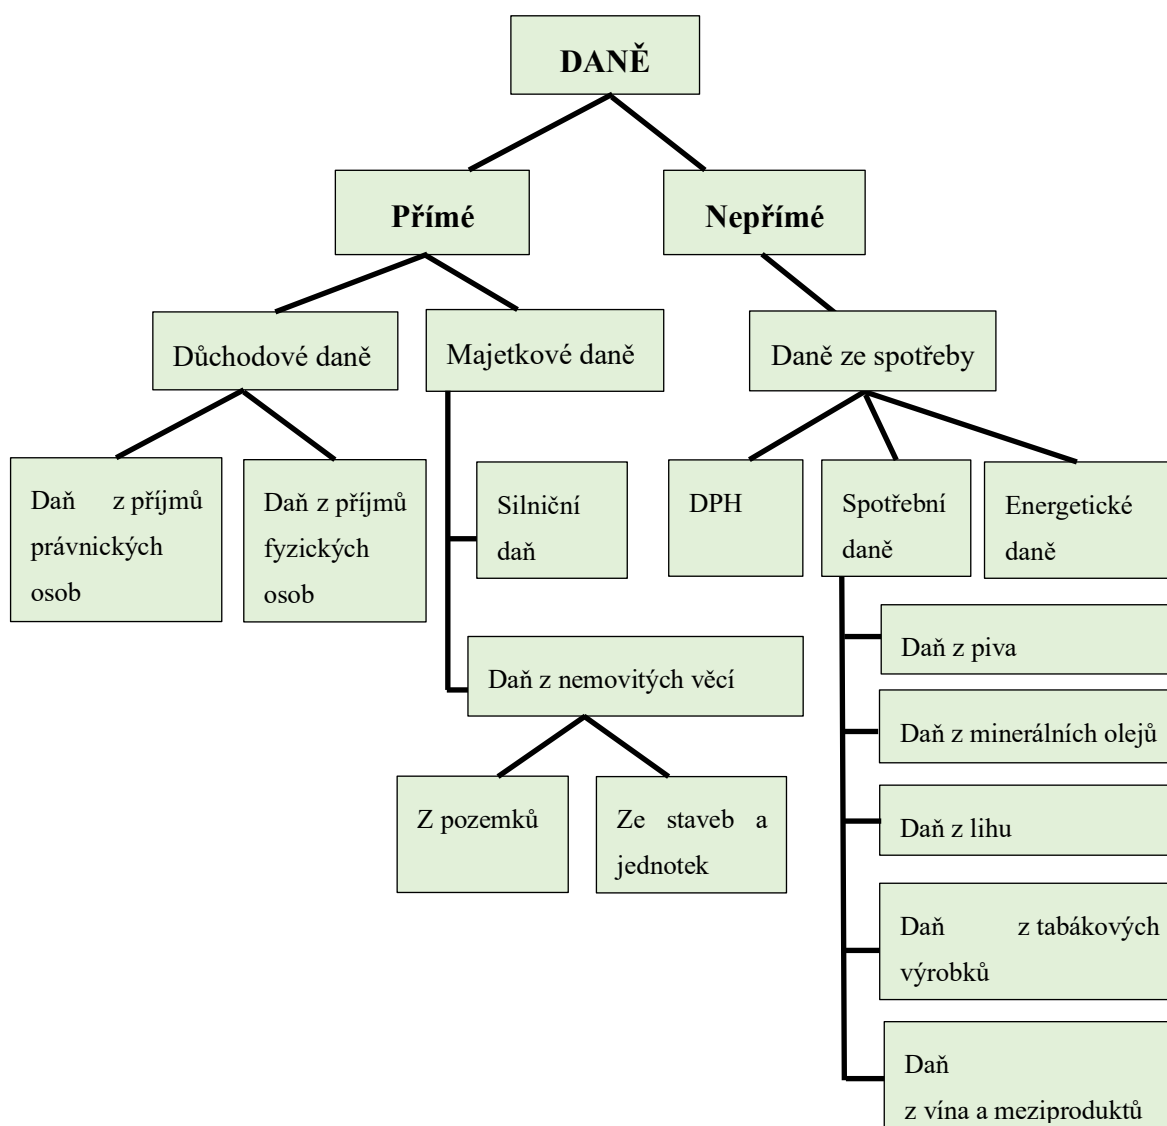 DANĚ
Přímé
Nepřímé
Důchodové daně
Majetkové daně
Daně ze spotřeby
Daň z příjmů
právnických
osob
Daň z příjmů
fyzických
osob
Silniční
daň
DPH
Spotřební
daně
Energetické
daně
Daň z nemovitých věcí
Z pozemků
Ze staveb a
jednotek
Daň z piva
Daň z minerálních olejů
Daň z lihu
Daň z tabákových
výrobků
Daň
z vína a meziproduktů